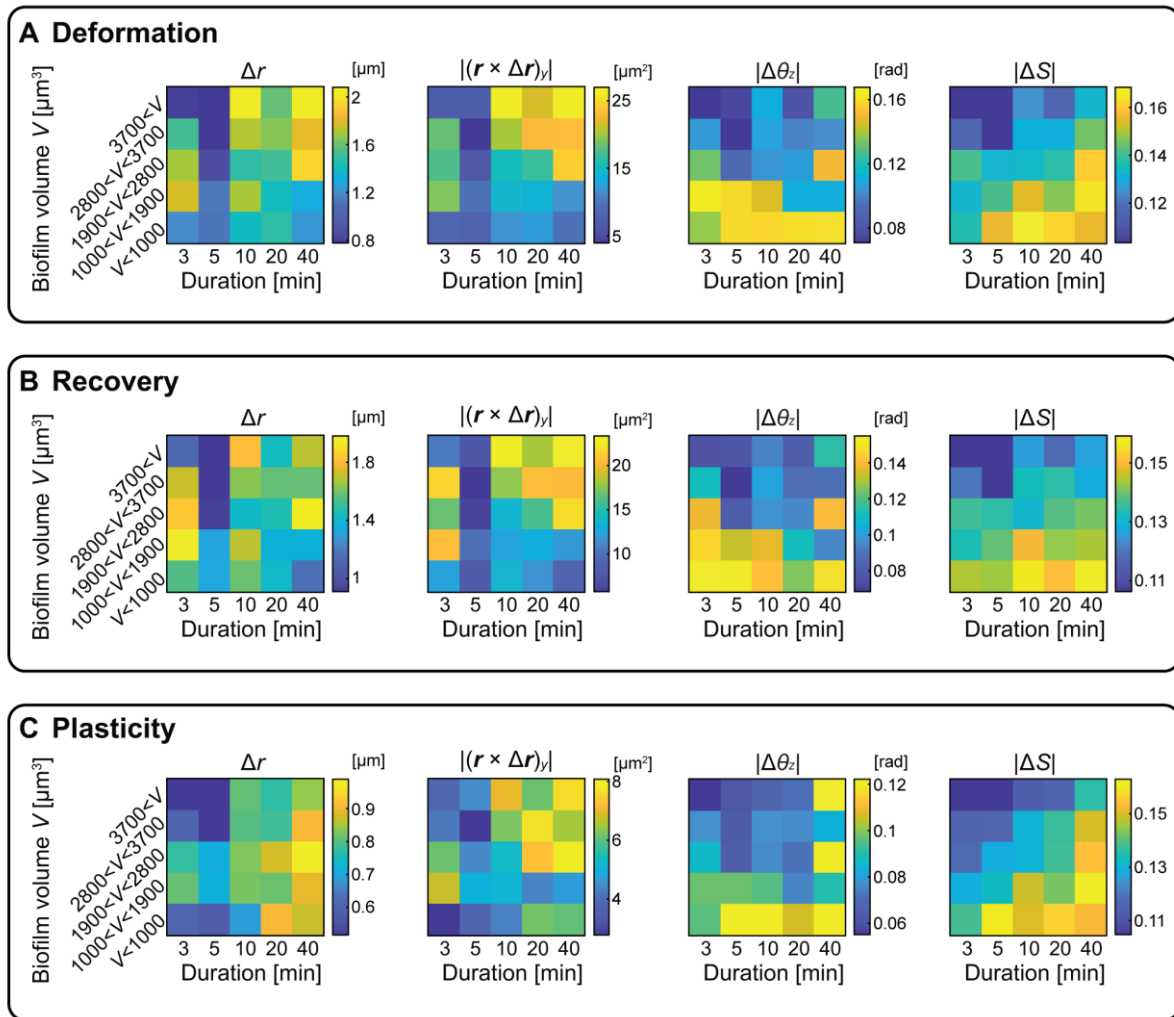 A Deformation
Biofilm volume V [μm³]
3700<V
2800<V<3700
1900<V<2800
1000<V<1900
V<1000
Δr
[μm]
2
1.6
1.2
0.8
3 5 10 20 40
Duration [min]
|(r × Δr)y|
[μm²]
25
15
5
3 5 10 20 40
Duration [min]
|Δθz|
[rad]
0.16
0.12
0.08
3 5 10 20 40
Duration [min]
|ΔS|
0.16
0.12
3 5 10 20 40
Duration [min]
B Recovery
Biofilm volume V [μm³]
3700<V
2800<V<3700
1900<V<2800
1000<V<1900
V<1000
Δr
[μm]
1.8
1.4
1
3 5 10 20 40
Duration [min]
|(r × Δr)y|
[μm²]
20
10
3 5 10 20 40
Duration [min]
|Δθz|
[rad]
0.14
0.12
0.1
0.08
3 5 10 20 40
Duration [min]
|ΔS|
0.15
0.13
0.11
3 5 10 20 40
Duration [min]
C Plasticity
Biofilm volume V [μm³]
3700<V
2800<V<3700
1900<V<2800
1000<V<1900
V<1000
Δr
[μm]
0.9
0.8
0.7
0.6
3 5 10 20 40
Duration [min]
|(r × Δr)y|
[μm²]
8
6
4
3 5 10 20 40
Duration [min]
|Δθz|
[rad]
0.12
0.1
0.08
0.06
3 5 10 20 40
Duration [min]
|ΔS|
0.15
0.13
0.11
3 5 10 20 40
Duration [min]